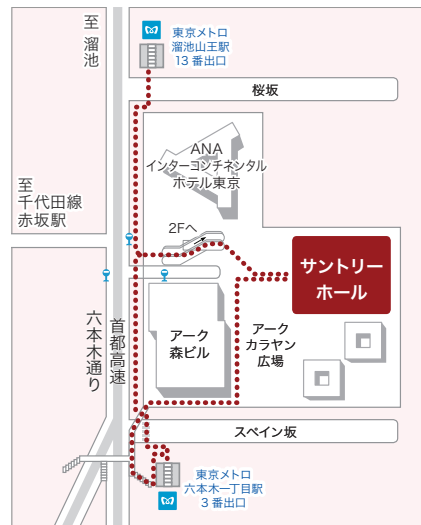 至
溜池
東京メトロ
溜池山王駅
13番出口
桜坂
ANA
インターコンチネンタル
ホテル東京
至
千代田線
赤坂駅
2Fへ
サントリー
ホール
アーク
森ビル
アーク
カラヤン
広場
首都高速
六本木通り
スペイン坂
東京メトロ
六本木一丁目駅
3番出口